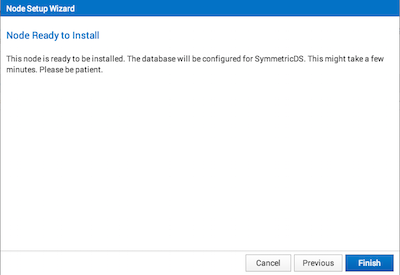 Node Setup Wizard
Node Ready to Install
This node is ready to be installed. The database will be configured for SymmetricDS. This might take a few
minutes. Please be patient.
Cancel
Previous
Finish